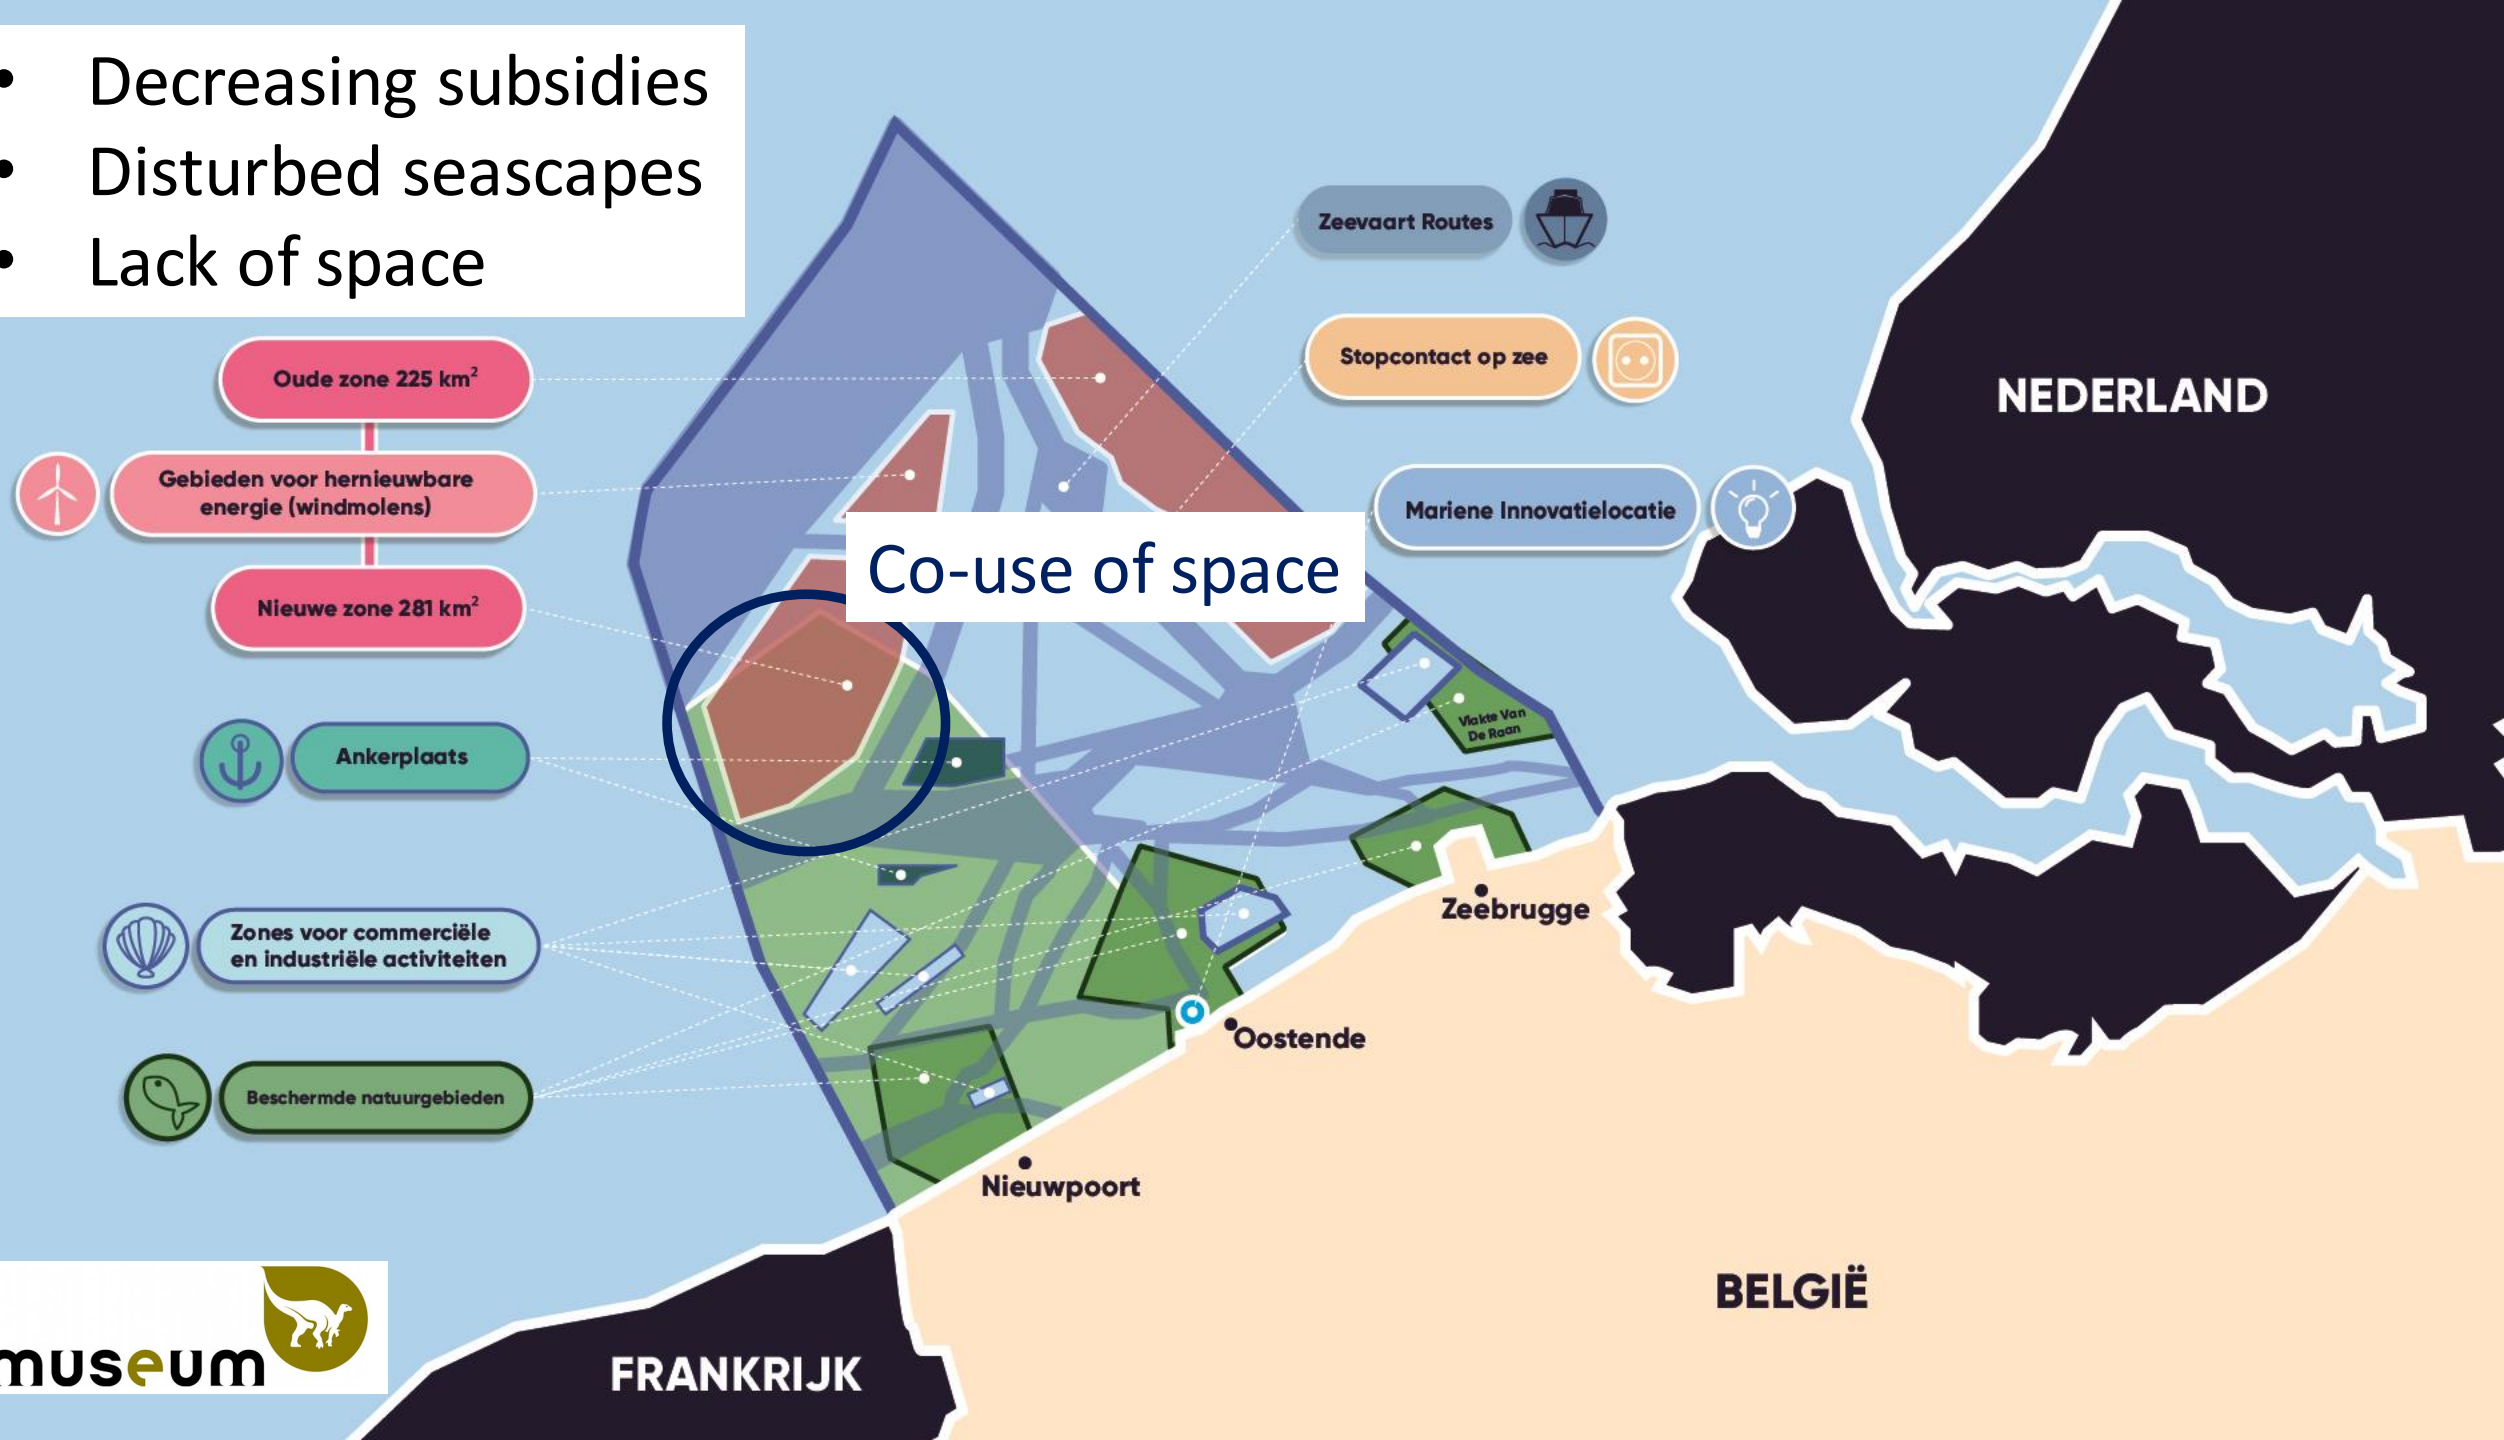 • Decreasing subsidies
• Disturbed seascapes
• Lack of space
Zeevaart Routes
Stopcontact op zee
Mariene Innovatielocatie
Oude zone 225 km²
Gebieden voor hernieuwbare
energie (windmolens)
Nieuwe zone 281 km²
Co-use of space
Ankerplaats
Zones voor commerciële
en industriële activiteiten
Beschermde natuurgebieden
Vlakte Van
De Raan
NEDERLAND
Zeebrugge
Oostende
Nieuwpoort
BELGIË
FRANKRIJK
museum